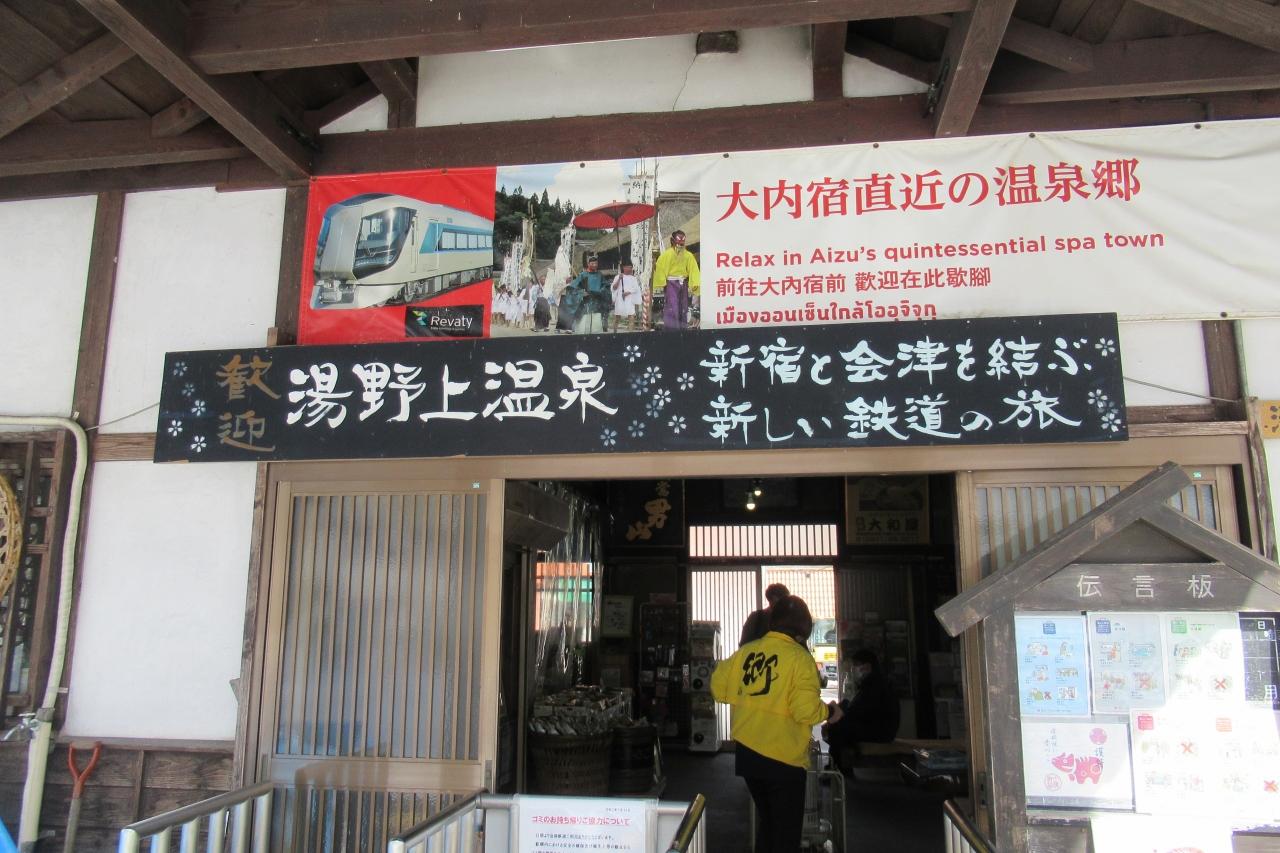 大内宿直近の温泉郷
Relax in Aizu's quintessential spa town
前往大內宿前 歡迎在此歇腳
เมืองออนเซ็นใกล้โออุจิจุกุ
Revaty
歓迎
湯野上温泉
新宿と会津を結ぶ
新しい鉄道の旅
男山
大和屋
郷
伝言板
ゴミのお持ち帰りご協力について